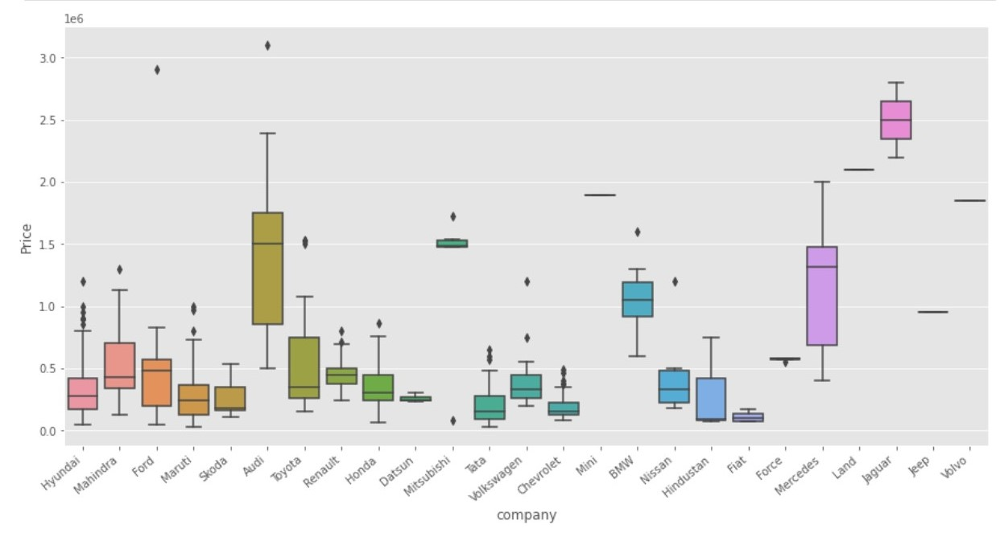 1e6
3.0
2.5
2.0
1.5
1.0
0.5
0.0
Price
Hyundai
Mahindra
Ford
Maruti
Skoda
Audi
Toyota
Renault
Honda
Datsun
Mitsubishi
Tata
Volkswagen
Chevrolet
Mini
BMW
Nissan
Hindustan
Fiat
Force
Mercedes
Land
Jaguar
Jeep
Volvo
company